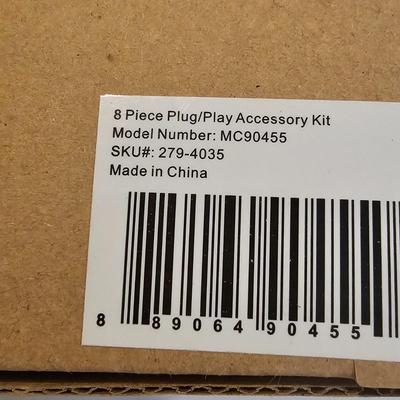 8 Piece Plug/Play Accessory Kit
Model Number: MC90455
SKU#: 279-4035
Made in China
8 89064 90455